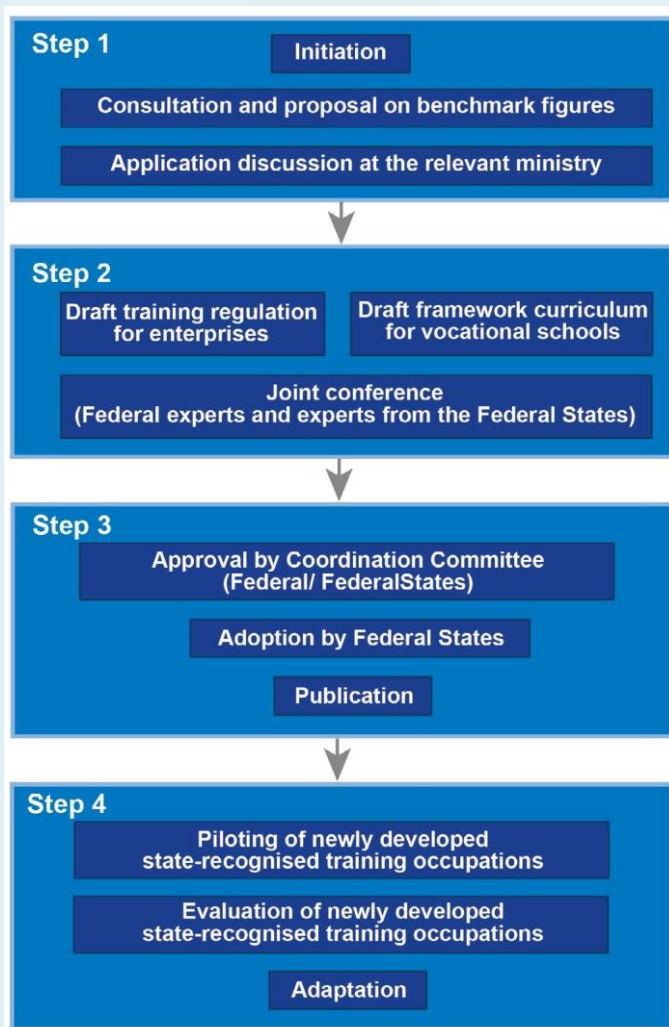 Step 1
Initiation
Consultation and proposal on benchmark figures
Application discussion at the relevant ministry
Step 2
Draft training regulation
for enterprises
Draft framework curriculum
for vocational schools
Joint conference
(Federal experts and experts from the Federal States)
Step 3
Approval by Coordination Committee
(Federal/ FederalStates)
Adoption by Federal States
Publication
Step 4
Piloting of newly developed
state-recognised training occupations
Evaluation of newly developed
state-recognised training occupations
Adaptation